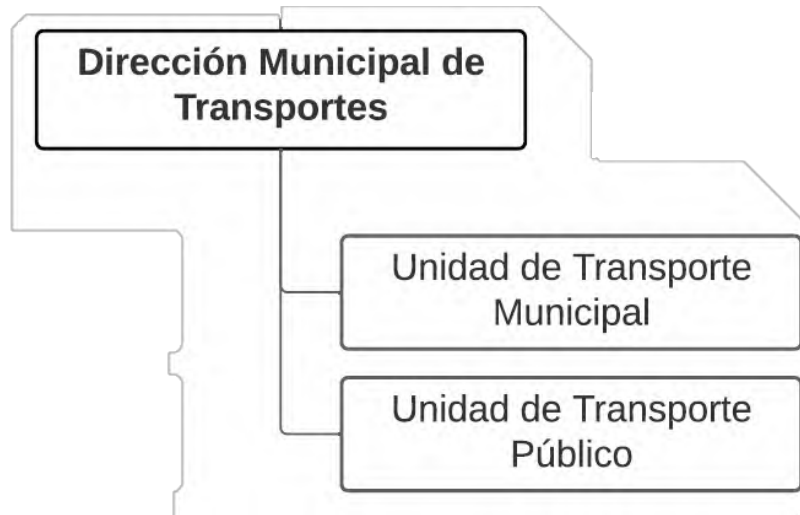 Dirección Municipal de
Transportes
Unidad de Transporte
Municipal
Unidad de Transporte
Público